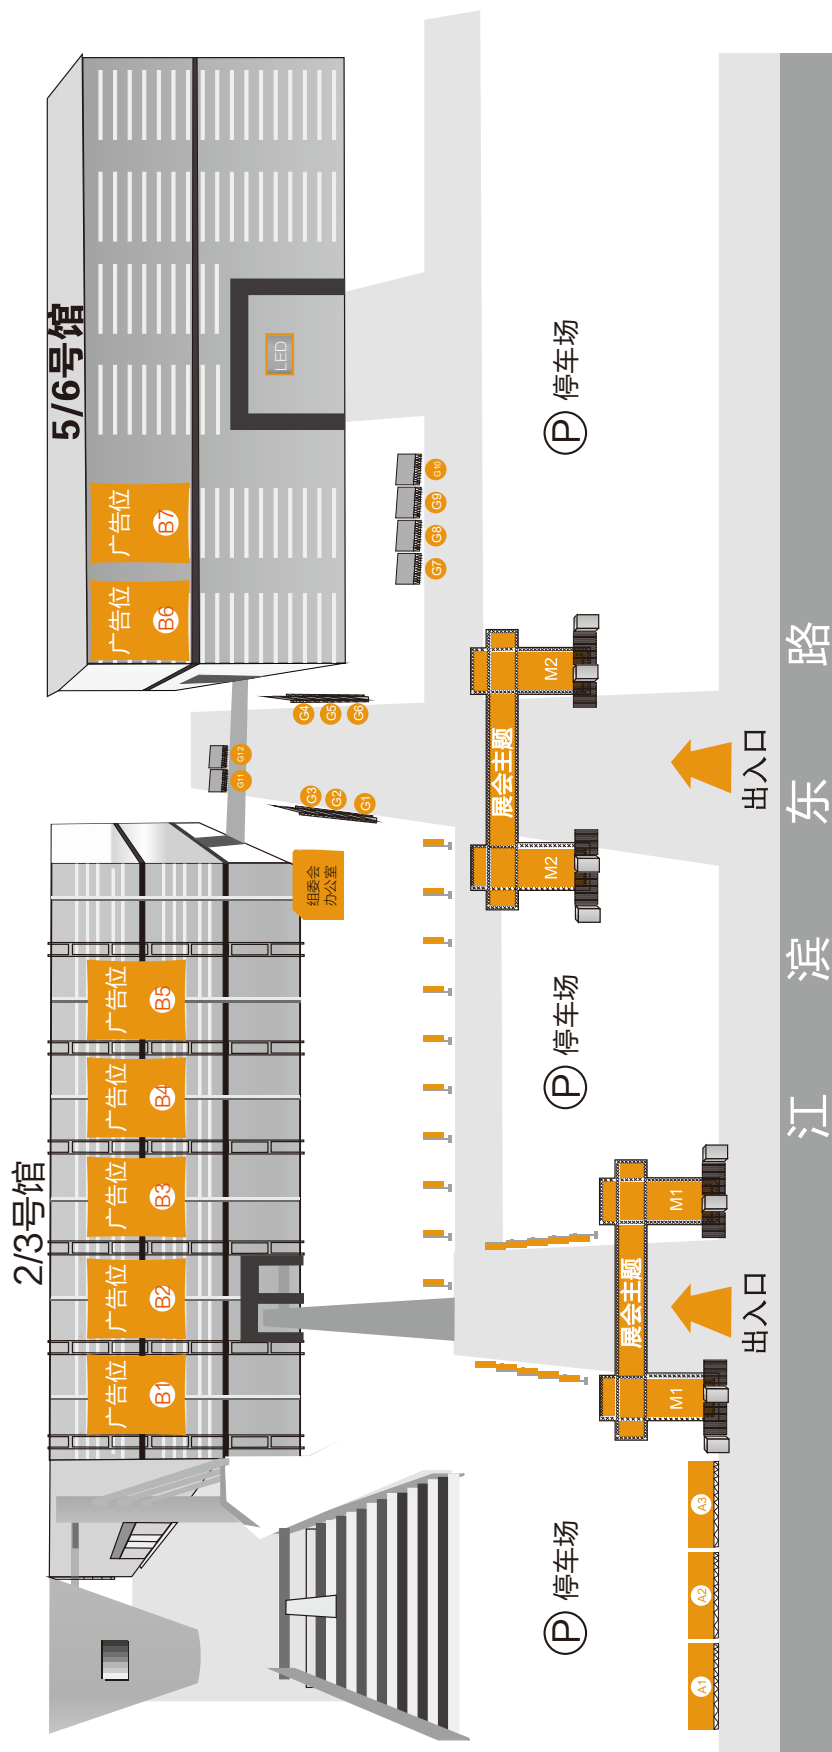 2/3号馆
5/6号馆
广告位
B1
广告位
B2
广告位
B3
广告位
B4
广告位
B5
广告位
B6
广告位
B7
LED
组委会
办公室
G11
G12
G3
G2
G1
G4
G5
G6
G7
G8
G9
G10
展会主题
M1
M1
展会主题
M2
M2
P 停车场
P 停车场
P 停车场
A1
A2
A3
出入口
出入口
江滨东路